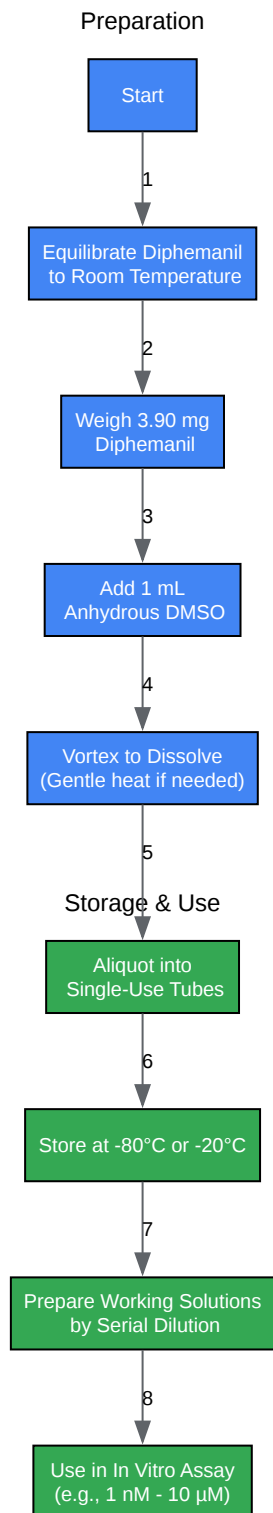 Preparation
Start
1
Equilibrate Diphemanil
to Room Temperature
2
Weigh 3.90 mg
Diphemanil
3
Add 1 mL
Anhydrous DMSO
4
Vortex to Dissolve
(Gentle heat if needed)
5
Storage & Use
Aliquot into
Single-Use Tubes
6
Store at -80°C or -20°C
7
Prepare Working Solutions
by Serial Dilution
8
Use in In Vitro Assay
(e.g., 1 nM - 10 µM)